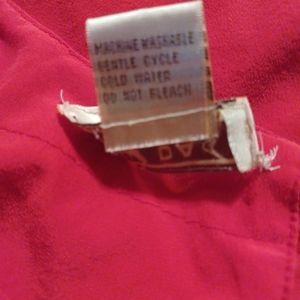 MACHINE WASHABLE
GENTLE CYCLE
COLD WATER
DO NOT BLEACH